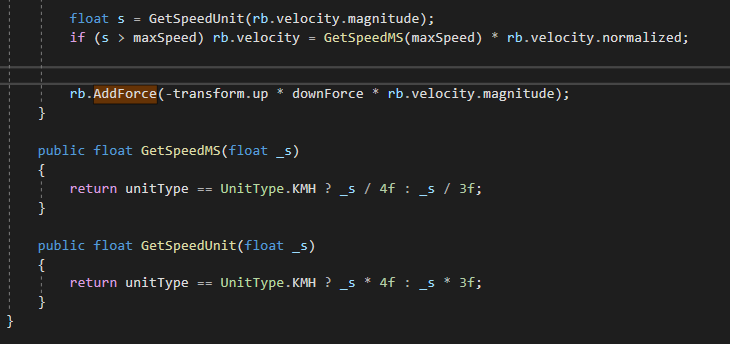 float s = GetSpeedUnit(rb.velocity.magnitude);
if (s > maxSpeed) rb.velocity = GetSpeedMS(maxSpeed) * rb.velocity.normalized;
rb.AddForce(-transform.up * downForce * rb.velocity.magnitude);
}
public float GetSpeedMS(float _s)
{
return unitType == UnitType.KMH ? _s / 4f : _s / 3f;
}
public float GetSpeedUnit(float _s)
{
return unitType == UnitType.KMH ? _s * 4f : _s * 3f;
}
}